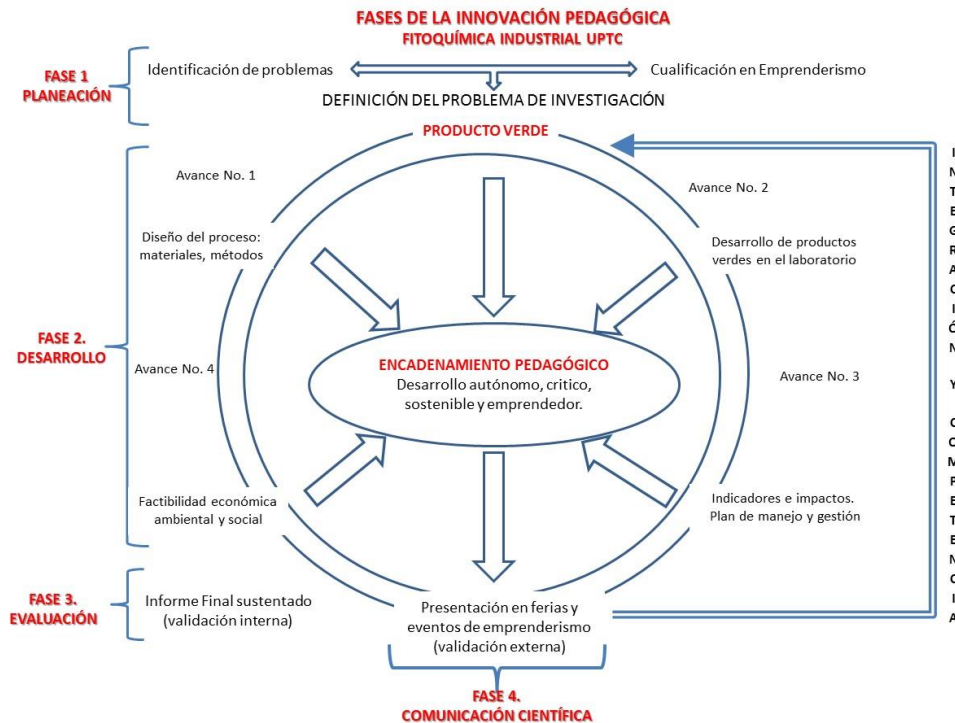 FASES DE LA INNOVACIÓN PEDAGÓGICA
FITOQUÍMICA INDUSTRIAL UPTC
FASE 1
PLANEACIÓN
Identificación de problemas
Cualificación en Emprenderismo
DEFINICIÓN DEL PROBLEMA DE INVESTIGACIÓN
PRODUCTO VERDE
Avance No. 1
Avance No. 2
Diseño del proceso:
materiales, métodos
Desarrollo de productos
verdes en el laboratorio
FASE 2.
DESARROLLO
ENCADENAMIENTO PEDAGÓGICO
Desarrollo autónomo, critico,
sostenible y emprendedor.
Avance No. 4
Avance No. 3
Factibilidad económica
ambiental y social
Indicadores e impactos.
Plan de manejo y gestión
FASE 3.
EVALUACIÓN
Informe Final sustentado
(validación interna)
Presentación en ferias y
eventos de emprenderismo
(validación externa)
FASE 4.
COMUNICACIÓN CIENTÍFICA
INTEGRACIÓN Y COMPETENCIA